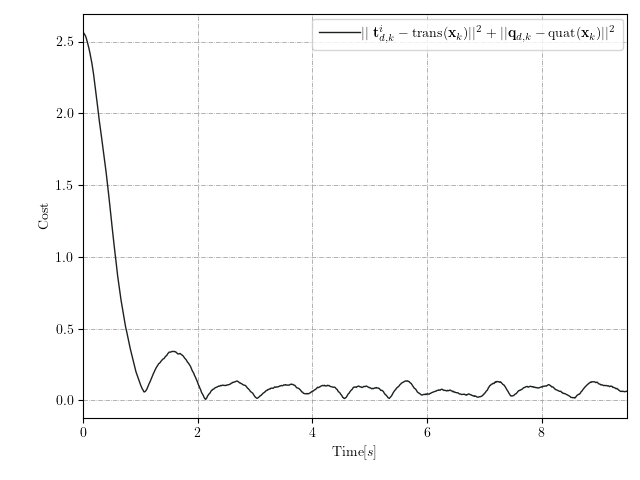 || t^i_{d,k} − trans(x_k)||^2 + ||q_{d,k} − quat(x_k)||^2
2.5
2.0
1.5
1.0
0.5
0.0
Cost
0 2 4 6 8
Time[s]